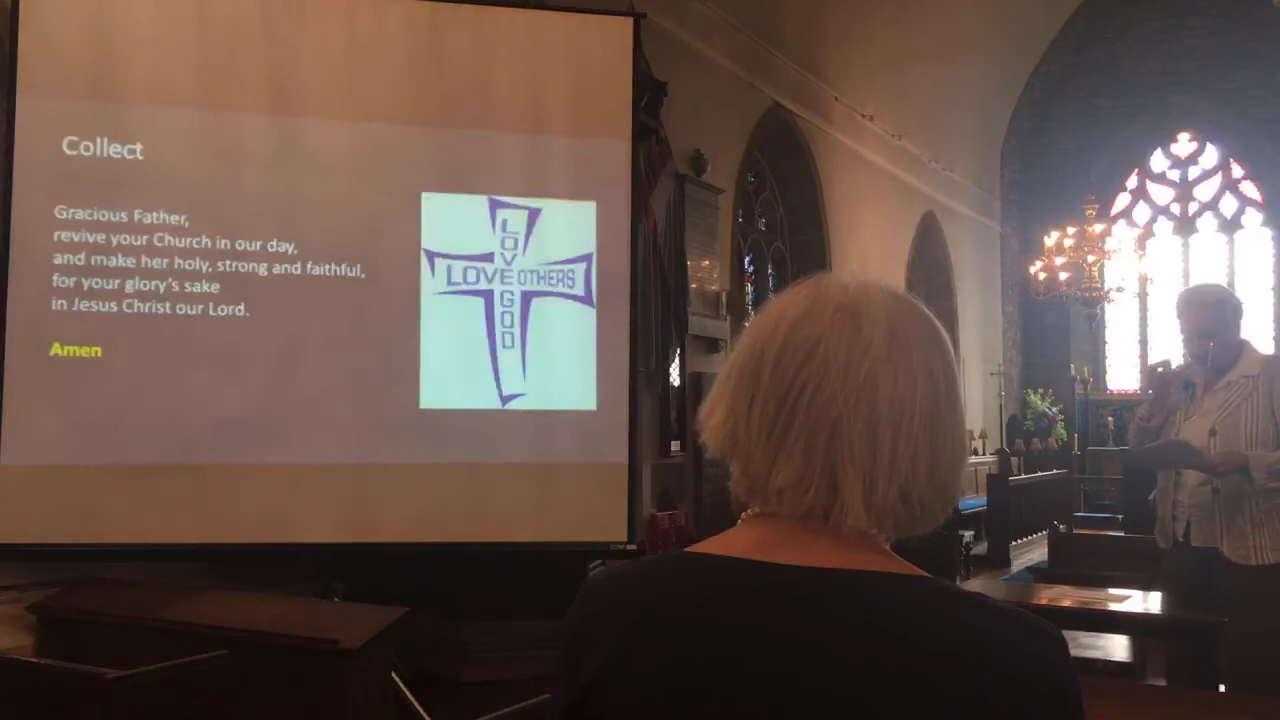 Collect
Gracious Father,
revive your Church in our day,
and make her holy, strong and faithful,
for your glory's sake
in Jesus Christ our Lord.
Amen
LOVE GOD
LOVE OTHERS